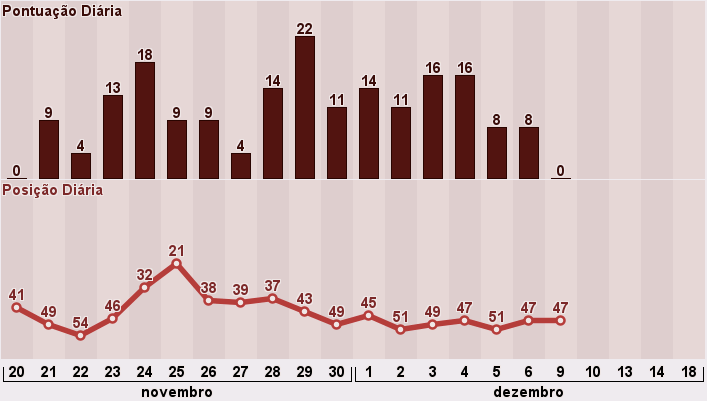 Pontuação Diária
0 9 4 13 18 9 9 4 14 22 11 14 11 16 16 8 8 0
Posição Diária
41 49 54 46 32 21 38 39 37 43 49 45 51 49 47 51 47 47
20 21 22 23 24 25 26 27 28 29 30 1 2 3 4 5 6 9 10 13 14 18
novembro dezembro